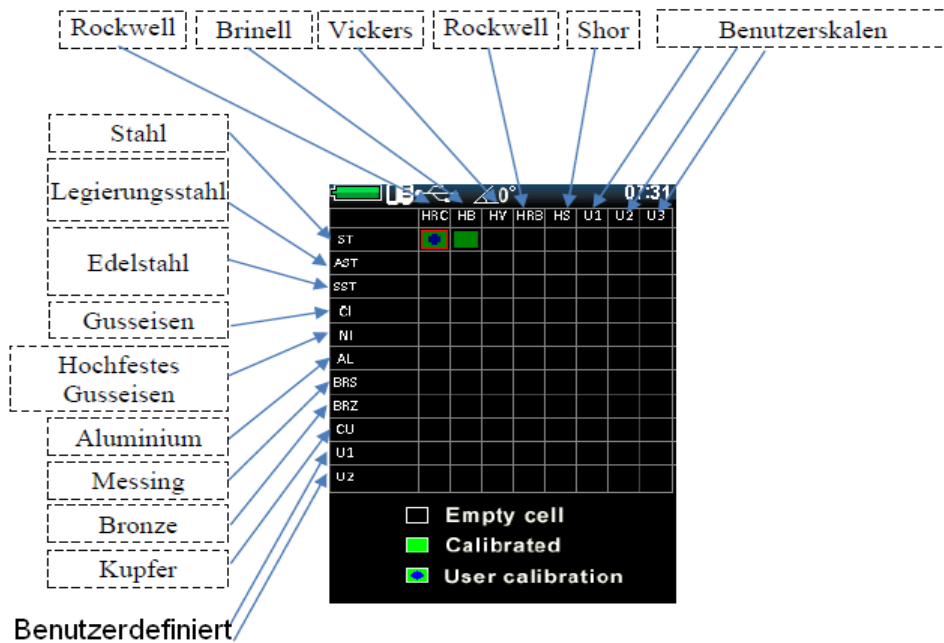 Rockwell Brinell Vickers Rockwell Shor Benutzerskalen
Stahl
Legierungsstahl
Edelstahl
Gusseisen
Hochfestes
Gusseisen
Aluminium
Messing
Bronze
Kupfer
Benutzerdefiniert
0° 07:31
HRC HB HV HRB HS U1 U2 U3
ST
AST
SST
CI
NI
AL
BRS
BRZ
CU
U1
U2
Empty cell
Calibrated
User calibration